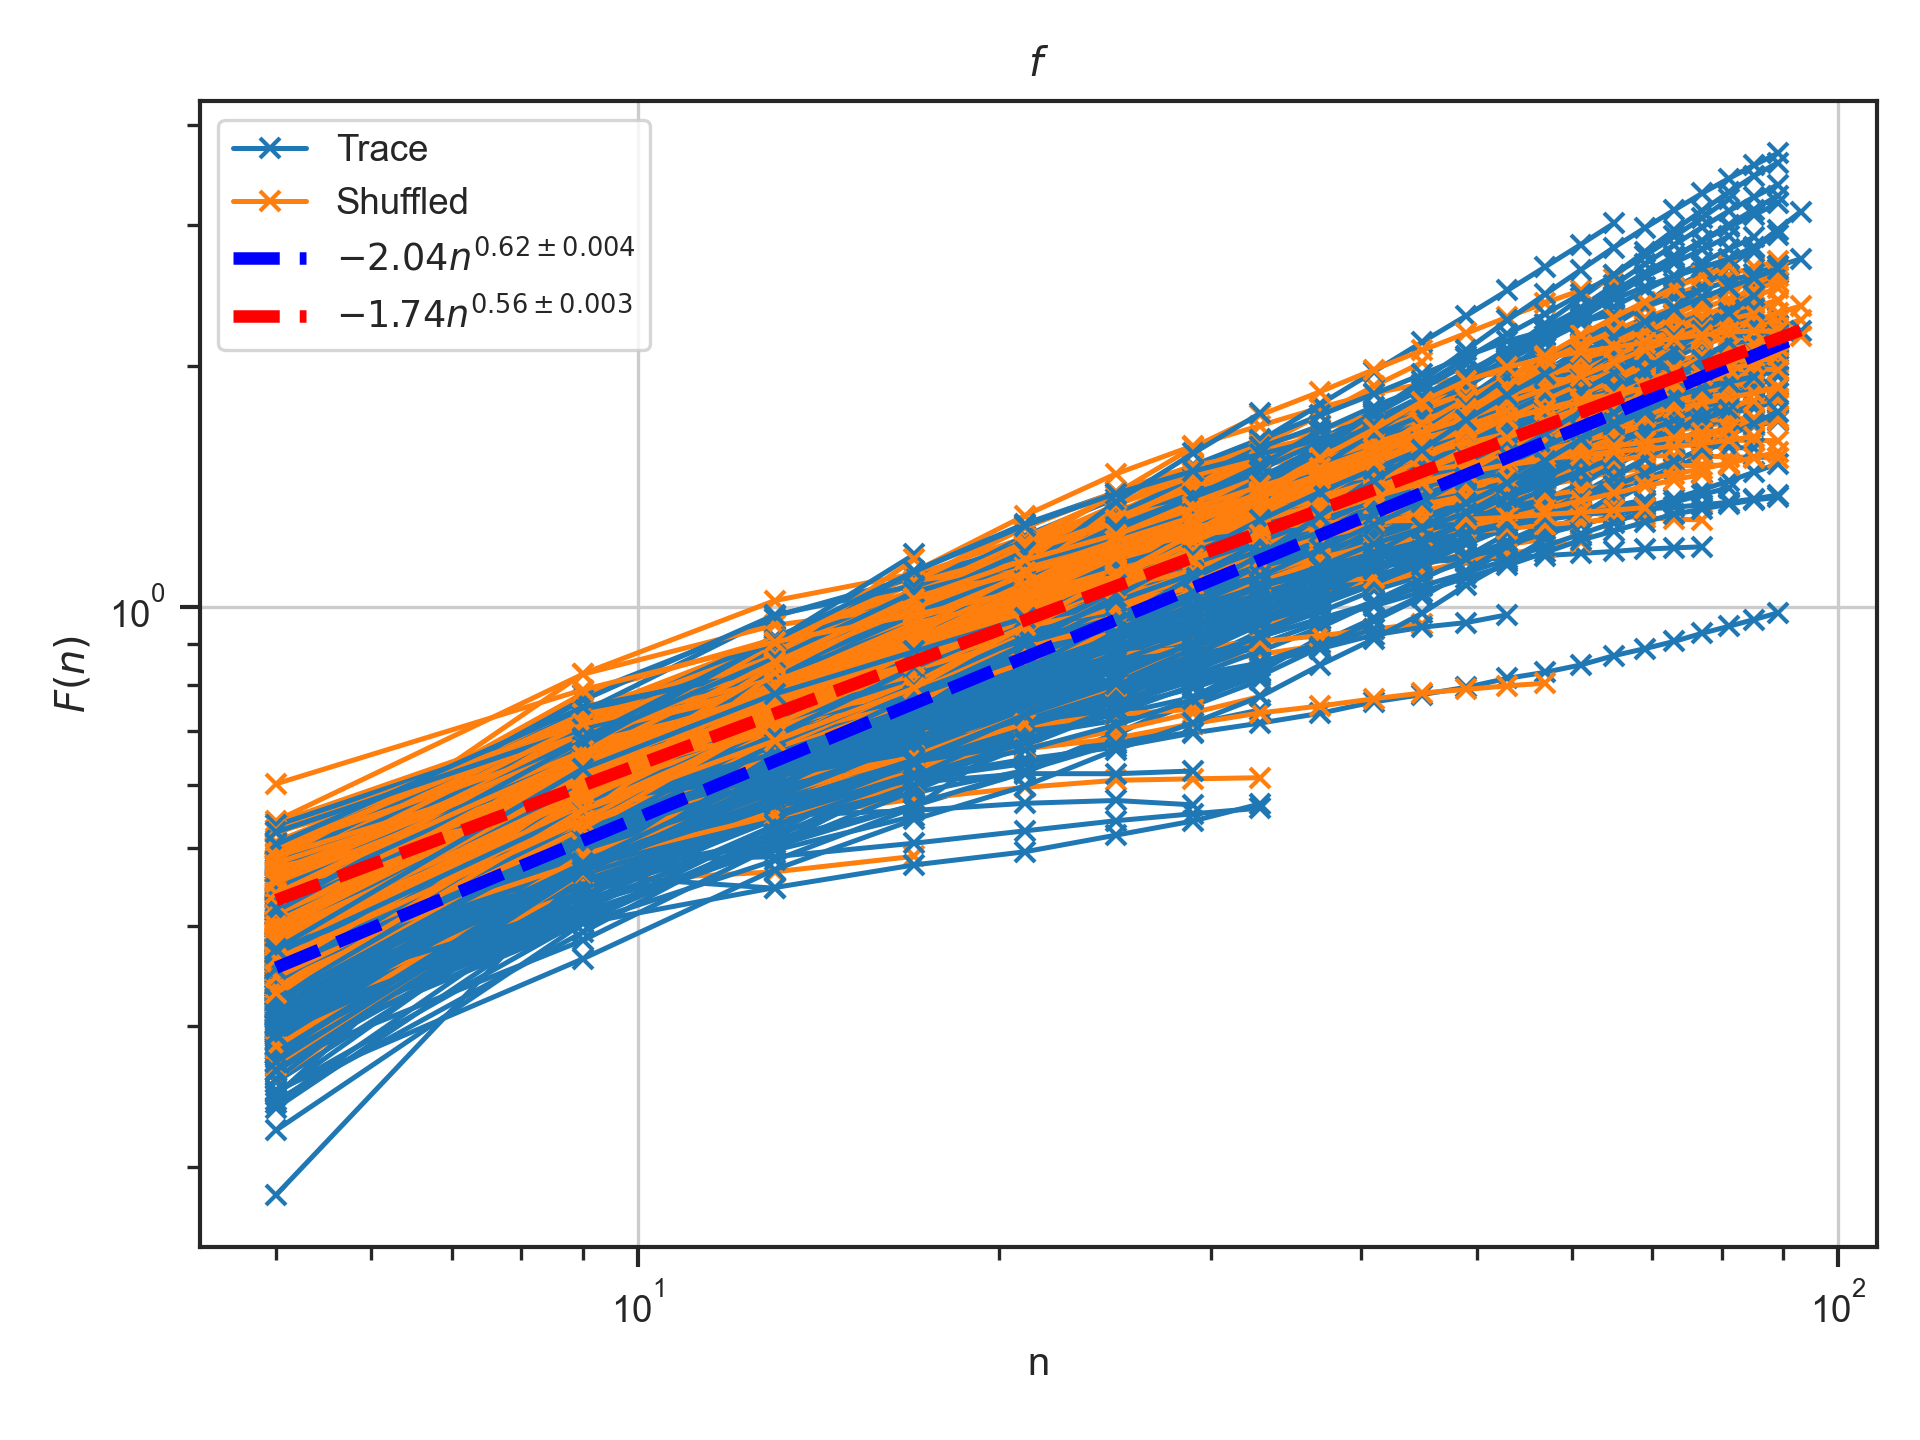 f
Trace
Shuffled
−2.04n^{0.62±0.004}
−1.74n^{0.56±0.003}
F(n)
10^0
10^1
10^2
n